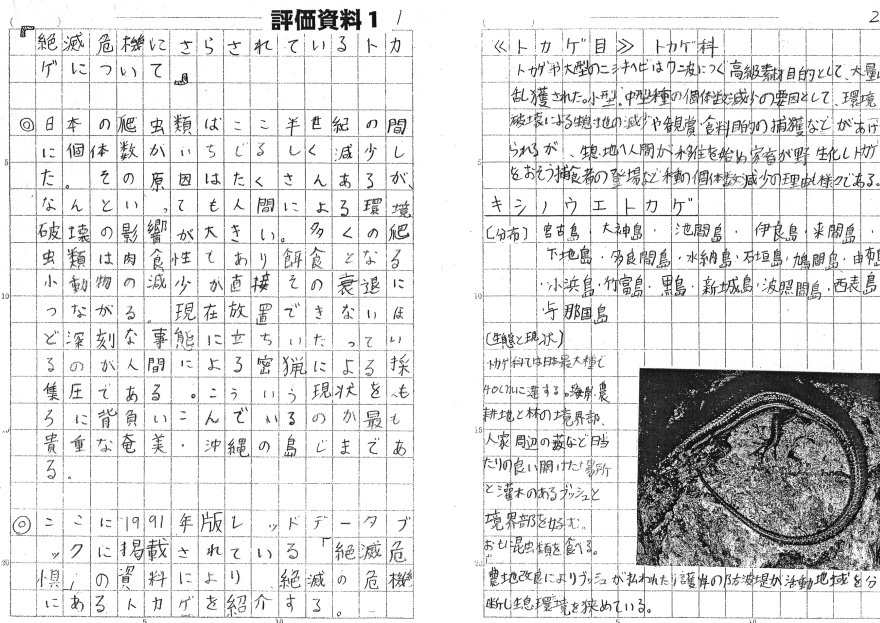 評価資料1
1
『絶滅危機にさらされているトカ
ゲについて』
◎日本の爬虫類はここ半世紀の間
に個体数がいちじるしく減少し
た。その原因はたくさんあるが、
なんといっても人間による環境
破壊の影響が大きい。多くの爬
虫類は肉食性であり餌食となる
小動物の減少が直接その衰退に
つながる。現在放置できないほ
ど深刻な事態に立ちいたってい
るのが人間による密猟による採
集圧である。こういう現状をも
ろに背負いこんでいるのが最も
貴重な奄美・沖縄の島じまであ
る。
◎ここに1991年版レッドデータブ
ックに掲載されている「絶滅危
惧」の資料により、絶滅の危機
にあるトカゲを紹介する。
2
《トカゲ目》 トカゲ科
トカゲや大型のニシキヘビはワニ皮につぐ高級素材目的として、大量に
乱獲された。小型、中型種の個体数減少の要因として、環境
破壊による生息地の減少や観賞、食料目的の捕獲などがあげ
られるが、生息地へ人間が移住を始め家畜が野生化しトカゲ
をおそう捕食者の登場など種の個体数減少の理由も様々である。
キシノウエトカゲ
(分布) 宮古島・大神島・池間島・伊良島・来間島・
下地島・多良間島・水納島・石垣島・鳩間島・由布島
・小浜島・竹富島・黒島・新城島・波照間島・西表島
与那国島
(生態と現状)
トカゲ科では日本最大種で
40cmに達する。海岸、農
耕地と林の境界部、
人家周辺の薮など日当
たりの良い開けた場所
と灌木のあるブッシュと
境界部を好む。
おもに昆虫類を食べる。
農地改良によりブッシュが払われたり護岸の防波堤が活動地域を分
断し生息環境を狭めている。